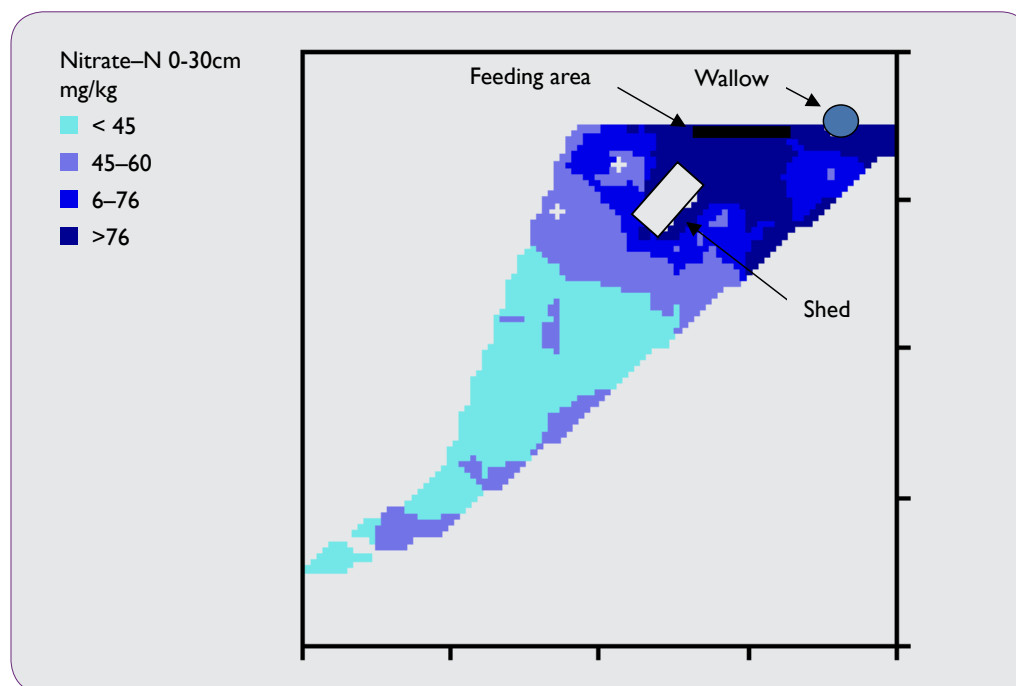 Nitrate–N 0-30cm
mg/kg
< 45
45–60
6–76
>76
Feeding area
Wallow
Shed